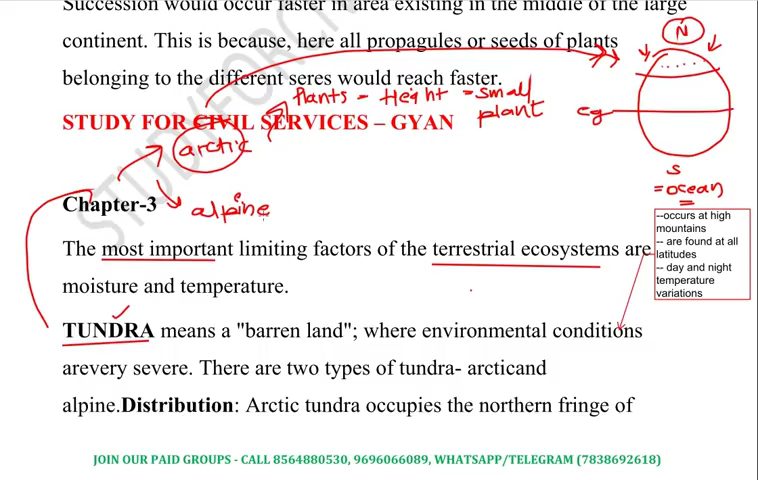 Succession would occur faster in area existing in the middle of the large
continent. This is because, here all propagules or seeds of plants
belonging to the different seres would reach faster.
Plants - Height = small
plant
STUDY FOR CIVIL SERVICES – GYAN
arctic
alpine
N
eq
S
= ocean
--occurs at high
mountains
-- are found at all
latitudes
-- day and night
temperature
variations
Chapter-3
The most important limiting factors of the terrestrial ecosystems are
moisture and temperature.
TUNDRA means a "barren land"; where environmental conditions
arevery severe. There are two types of tundra- arcticand
alpine.Distribution: Arctic tundra occupies the northern fringe of
JOIN OUR PAID GROUPS - CALL 8564880530, 9696066089, WHATSAPP/TELEGRAM (7838692618)